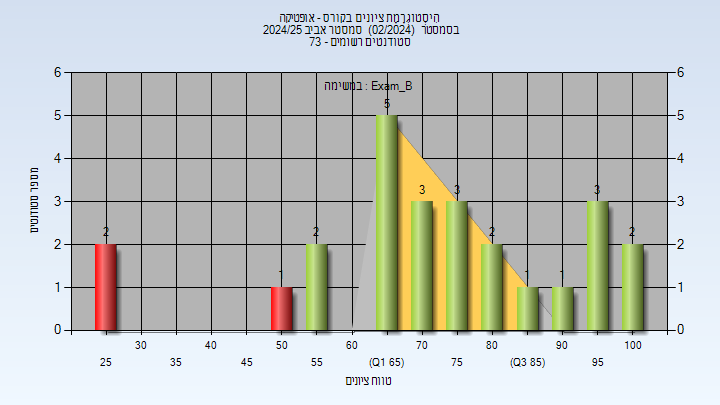 היסטוגרמת ציונים בקורס - אופטיקה
בסמסטר (02/2024) סמסטר אביב 2024/25
סטודנטים רשומים - 73
במשימה : Exam_B
מספר סטודנטים
6 6
5 5
4 4
3 3
2 2
1 1
0 0
2 1 2 5 3 3 2 1 1 3 2
30 40 50 60 70 80 90 100
25 35 45 55 (Q1 65) 75 (Q3 85) 95
טווח ציונים